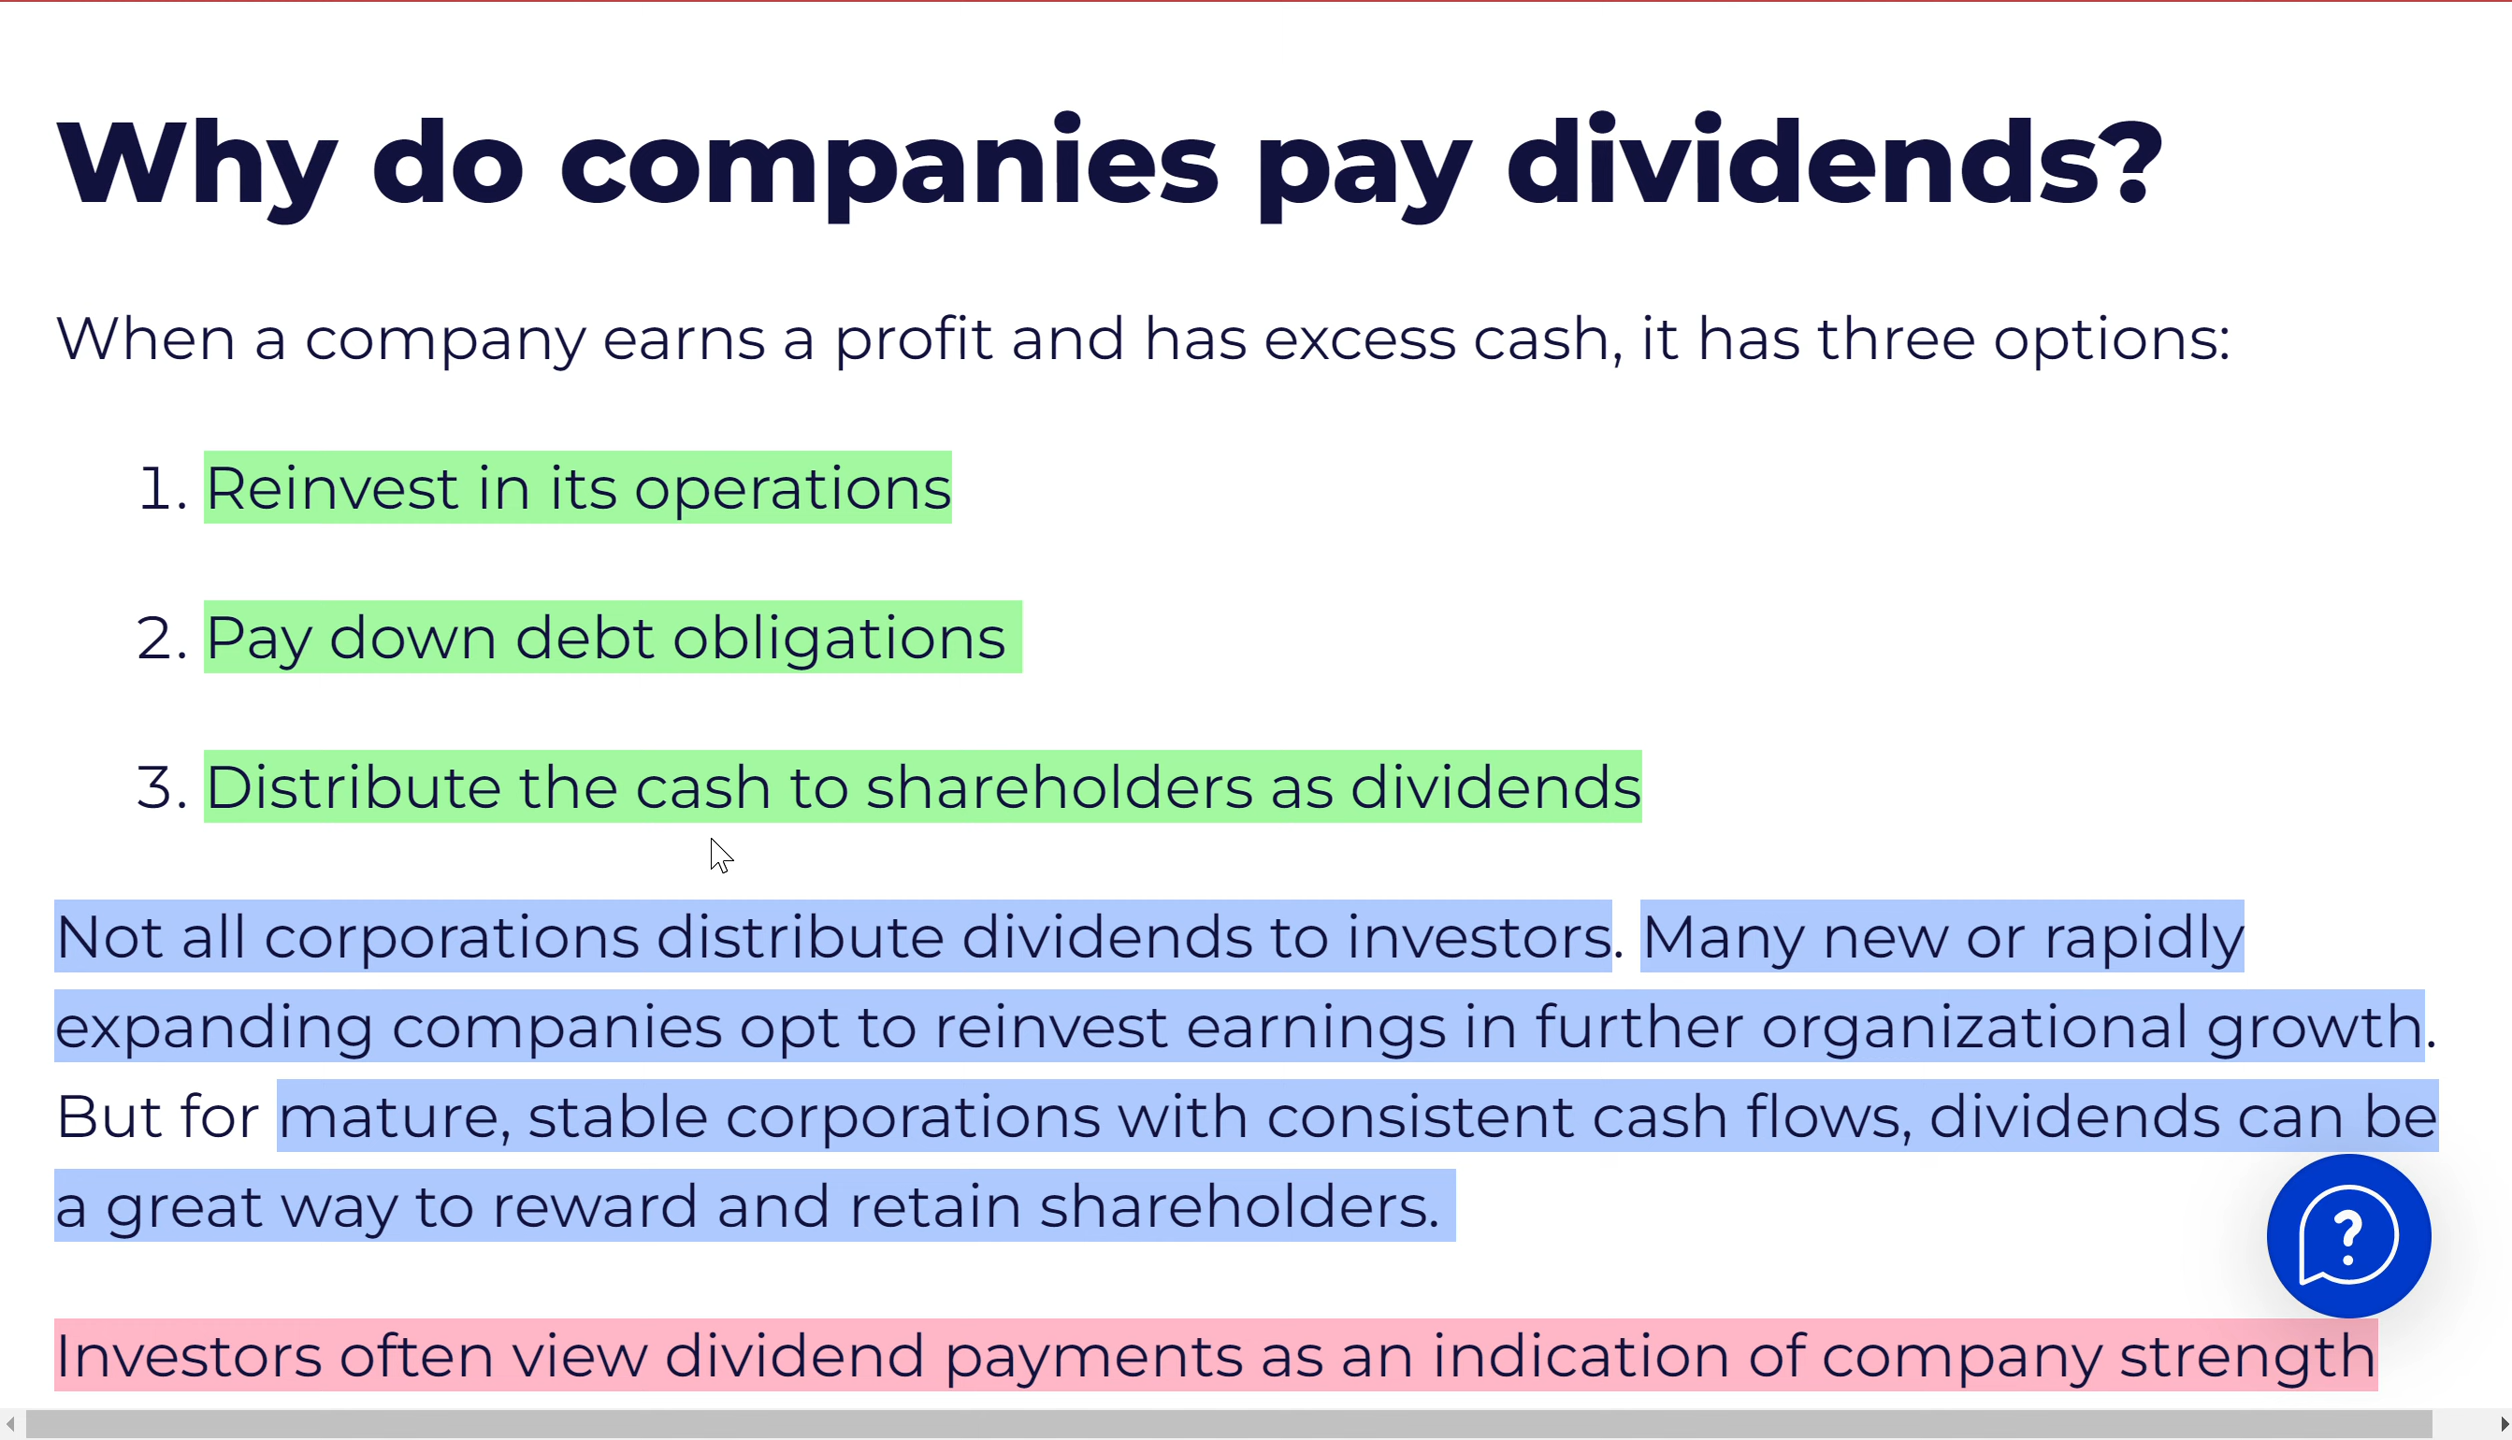 Why do companies pay dividends?
When a company earns a profit and has excess cash, it has three options:
1. Reinvest in its operations
2. Pay down debt obligations
3. Distribute the cash to shareholders as dividends
Not all corporations distribute dividends to investors. Many new or rapidly
expanding companies opt to reinvest earnings in further organizational growth.
But for mature, stable corporations with consistent cash flows, dividends can be
a great way to reward and retain shareholders.
?
Investors often view dividend payments as an indication of company strength